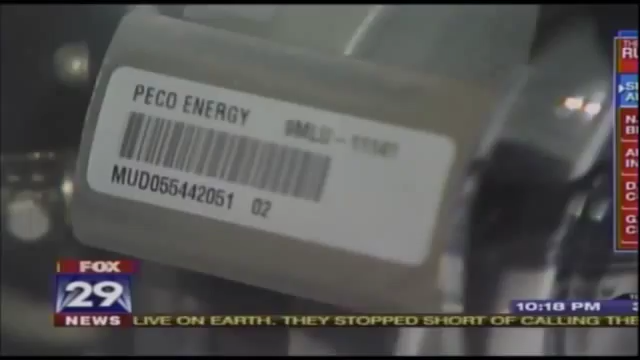 PECO ENERGY
MUD055442051 02
FOX
29
NEWS
10:18 PM
LIVE ON EARTH. THEY STOPPED SHORT OF CALLING THE